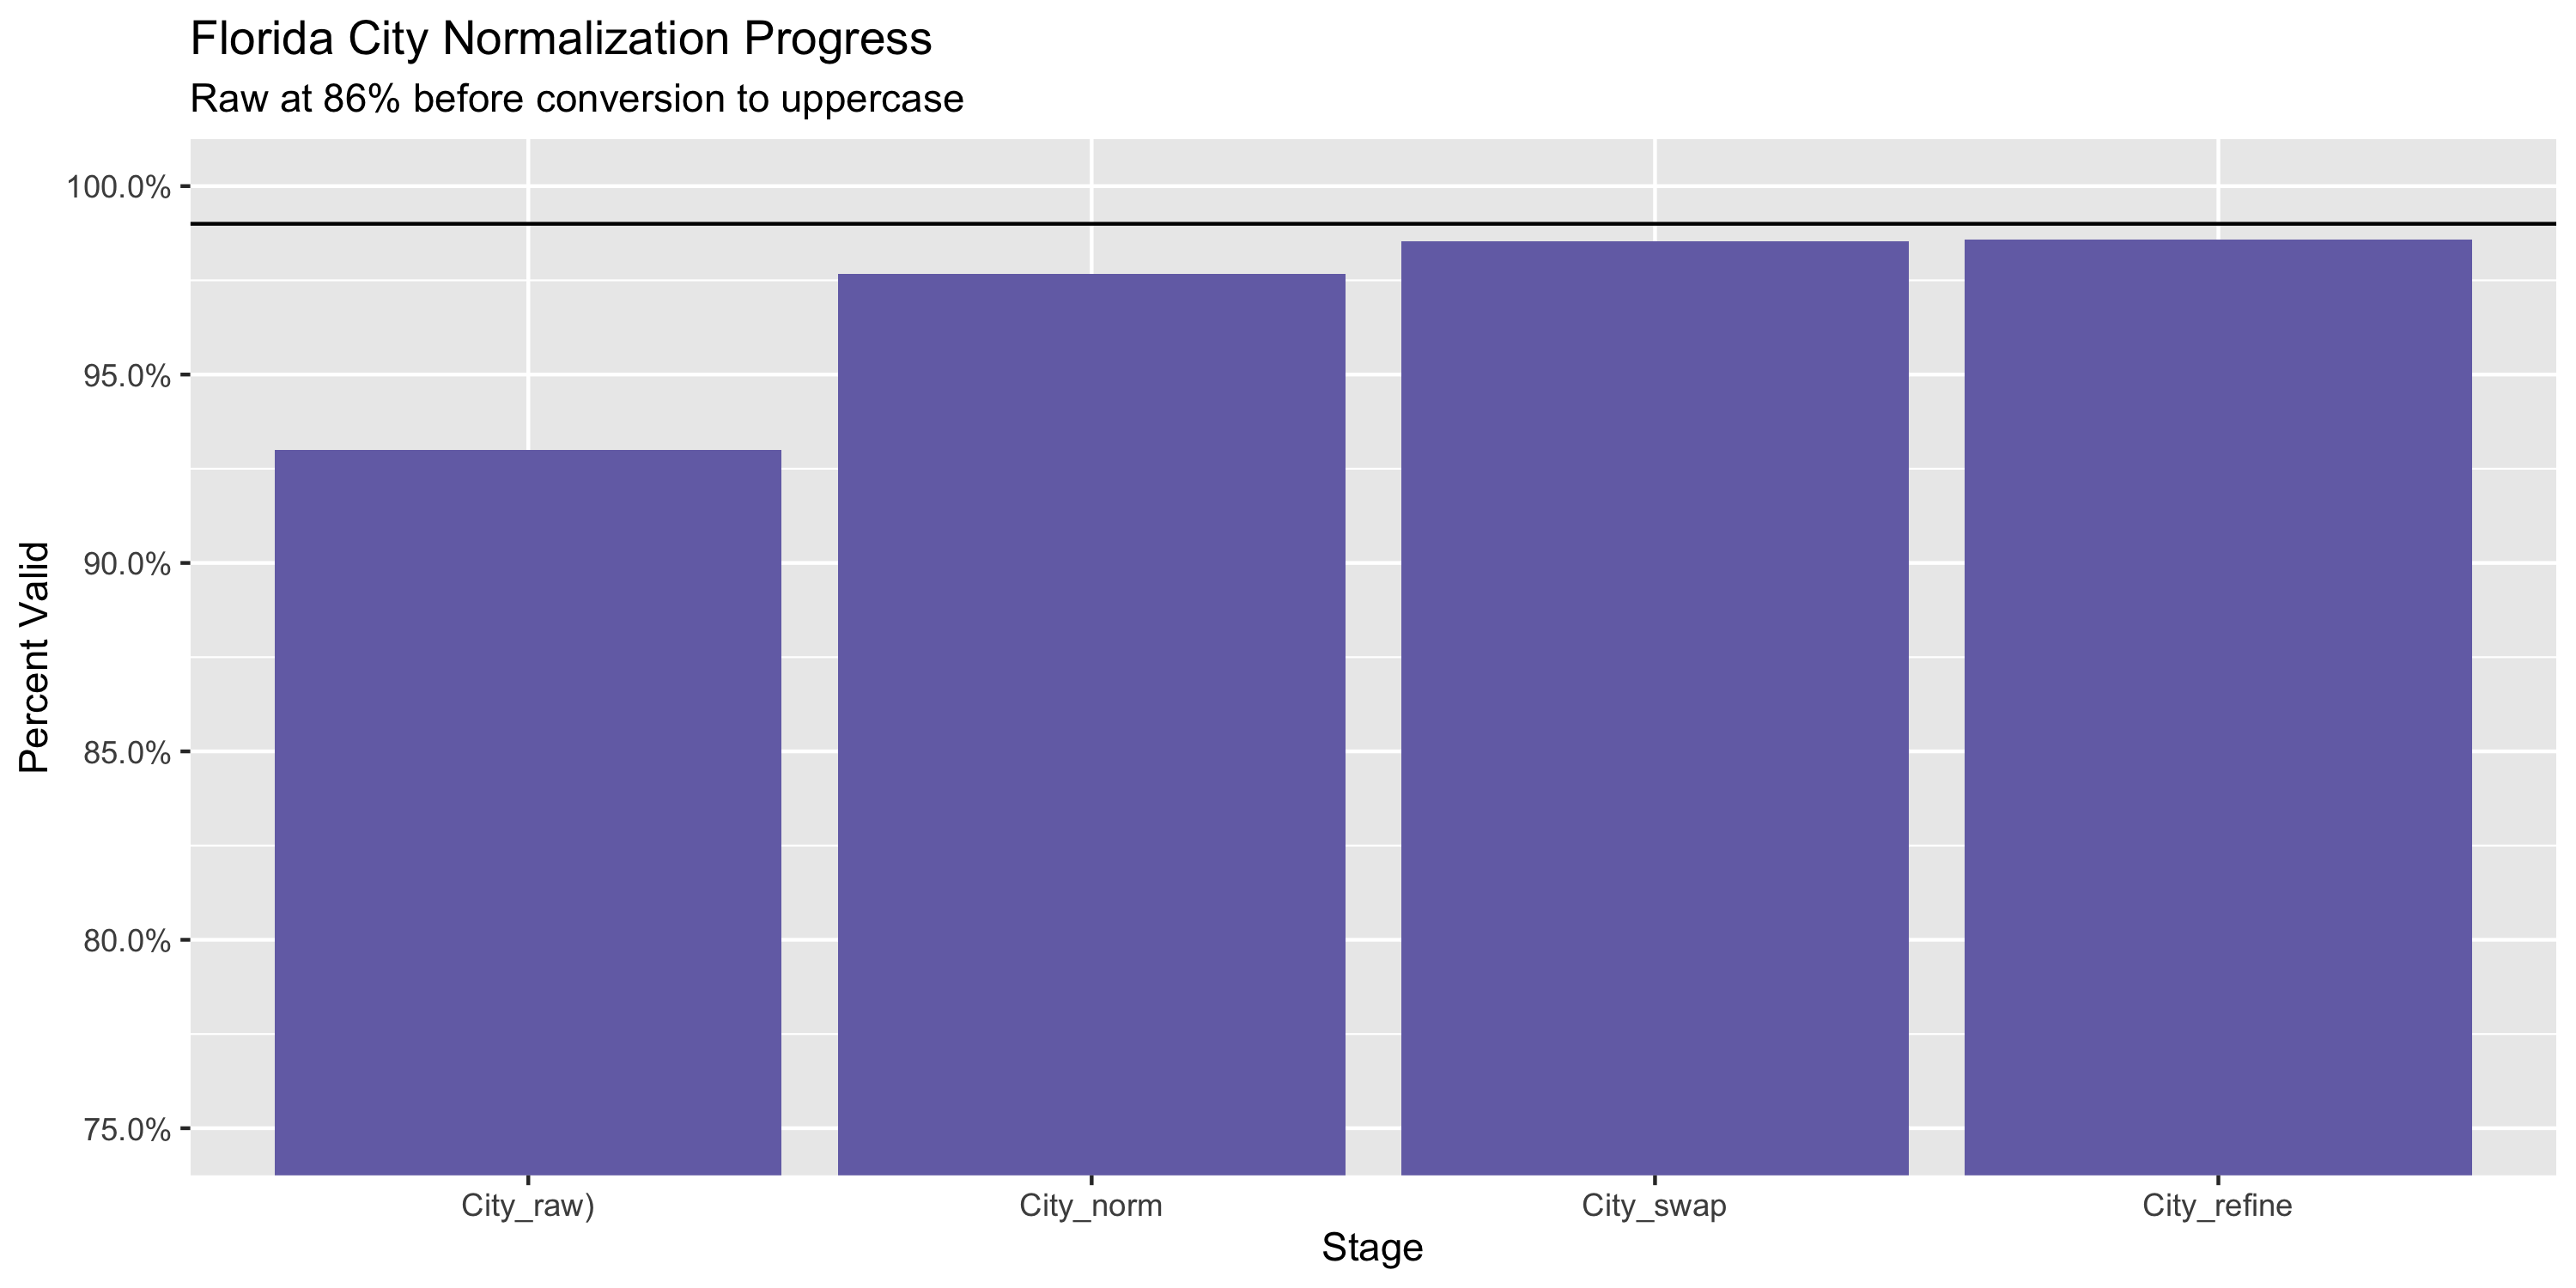 Florida City Normalization Progress
Raw at 86% before conversion to uppercase
100.0%
95.0%
90.0%
85.0%
80.0%
75.0%
Percent Valid
City_raw)
City_norm
City_swap
City_refine
Stage